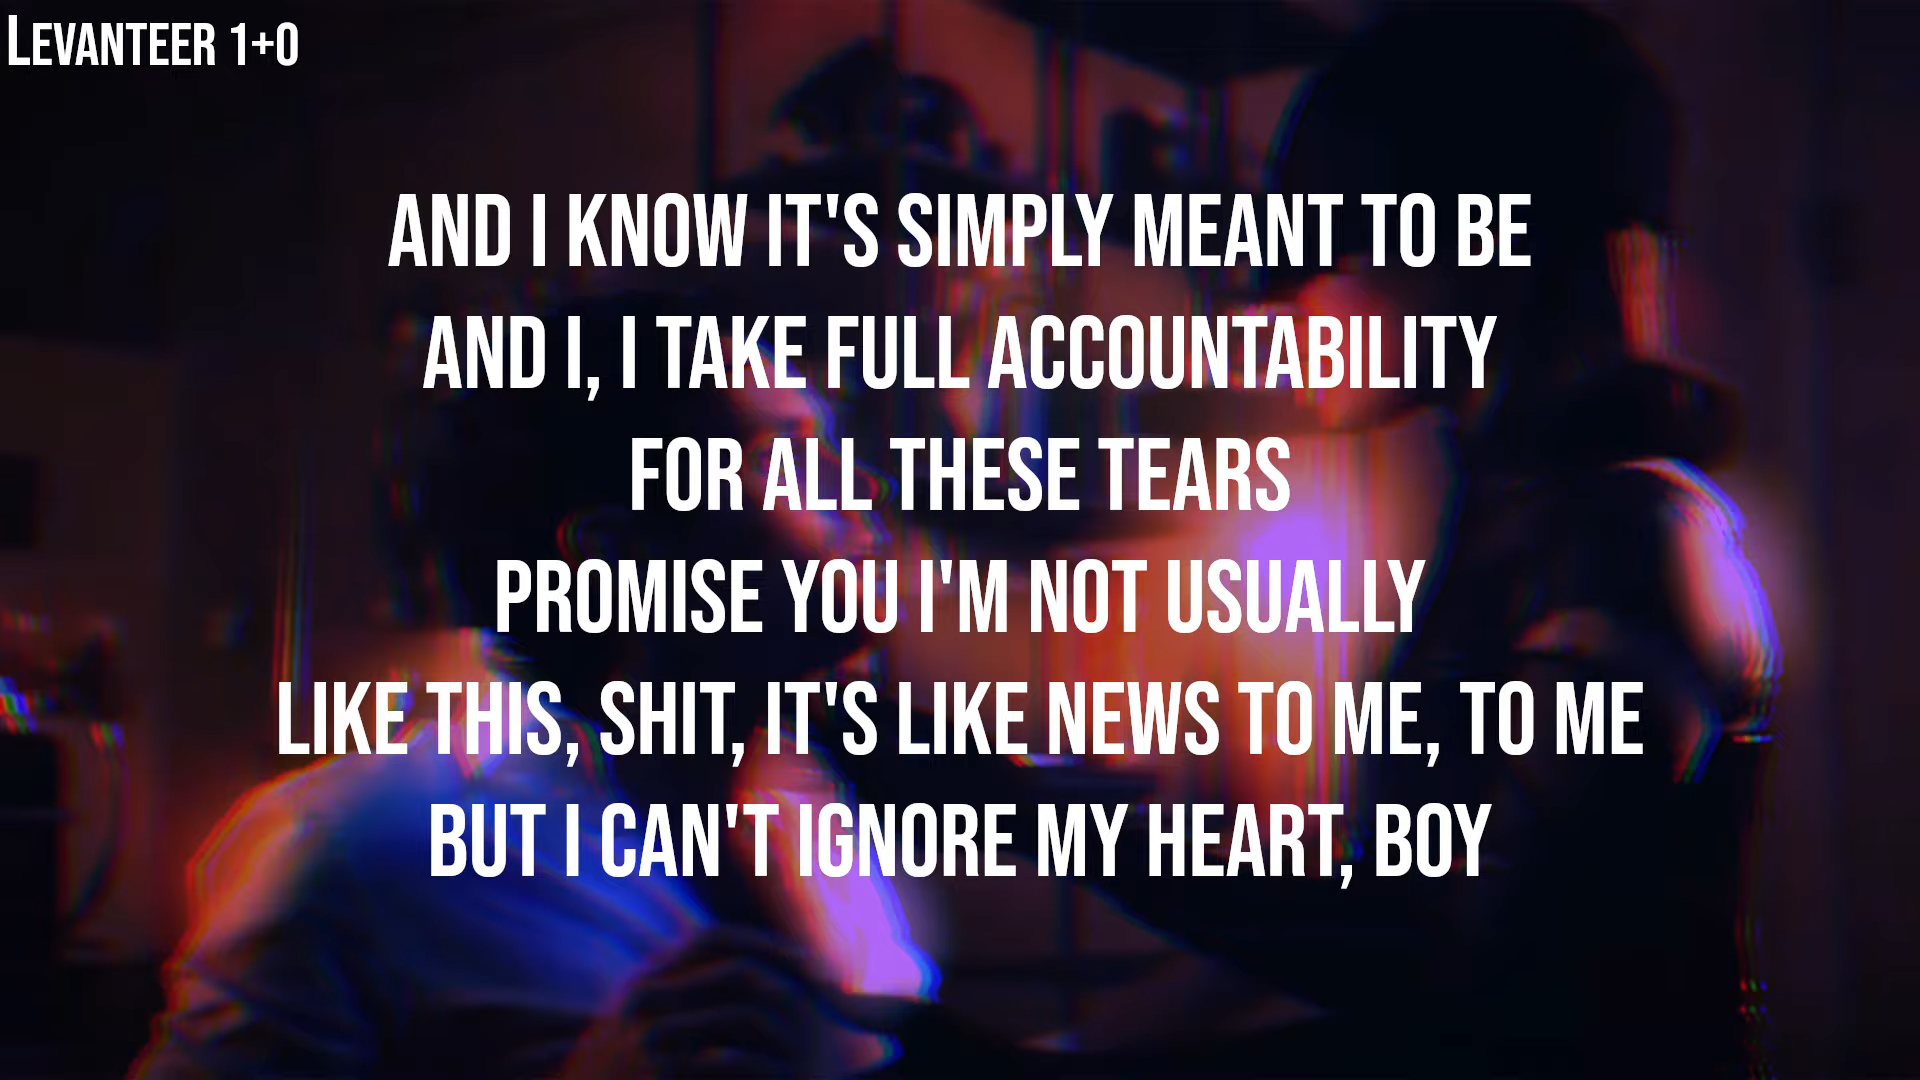 LEVANTEER 1+0
AND I KNOW IT'S SIMPLY MEANT TO BE
AND I, I TAKE FULL ACCOUNTABILITY
FOR ALL THESE TEARS
PROMISE YOU I'M NOT USUALLY
LIKE THIS, SHIT, IT'S LIKE NEWS TO ME, TO ME
BUT I CAN'T IGNORE MY HEART, BOY